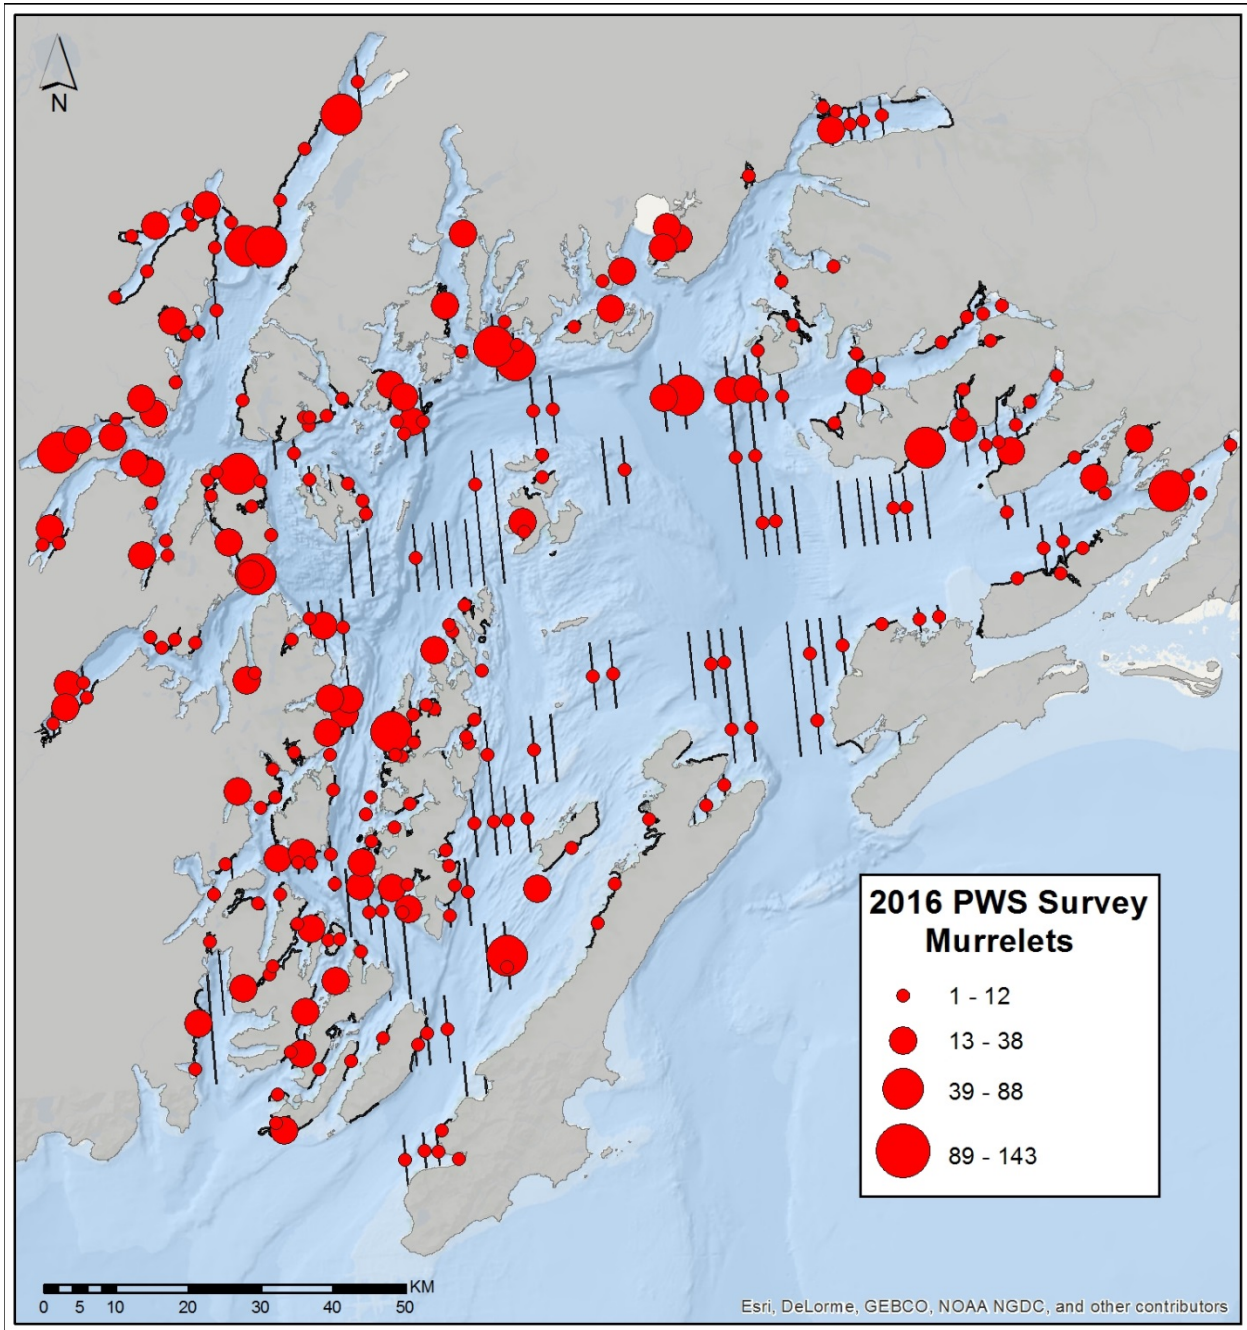 N
2016 PWS Survey
Murrelets
1 - 12
13 - 38
39 - 88
89 - 143
KM
0 5 10 20 30 40 50
Esri, DeLorme, GEBCO, NOAA NGDC, and other contributors